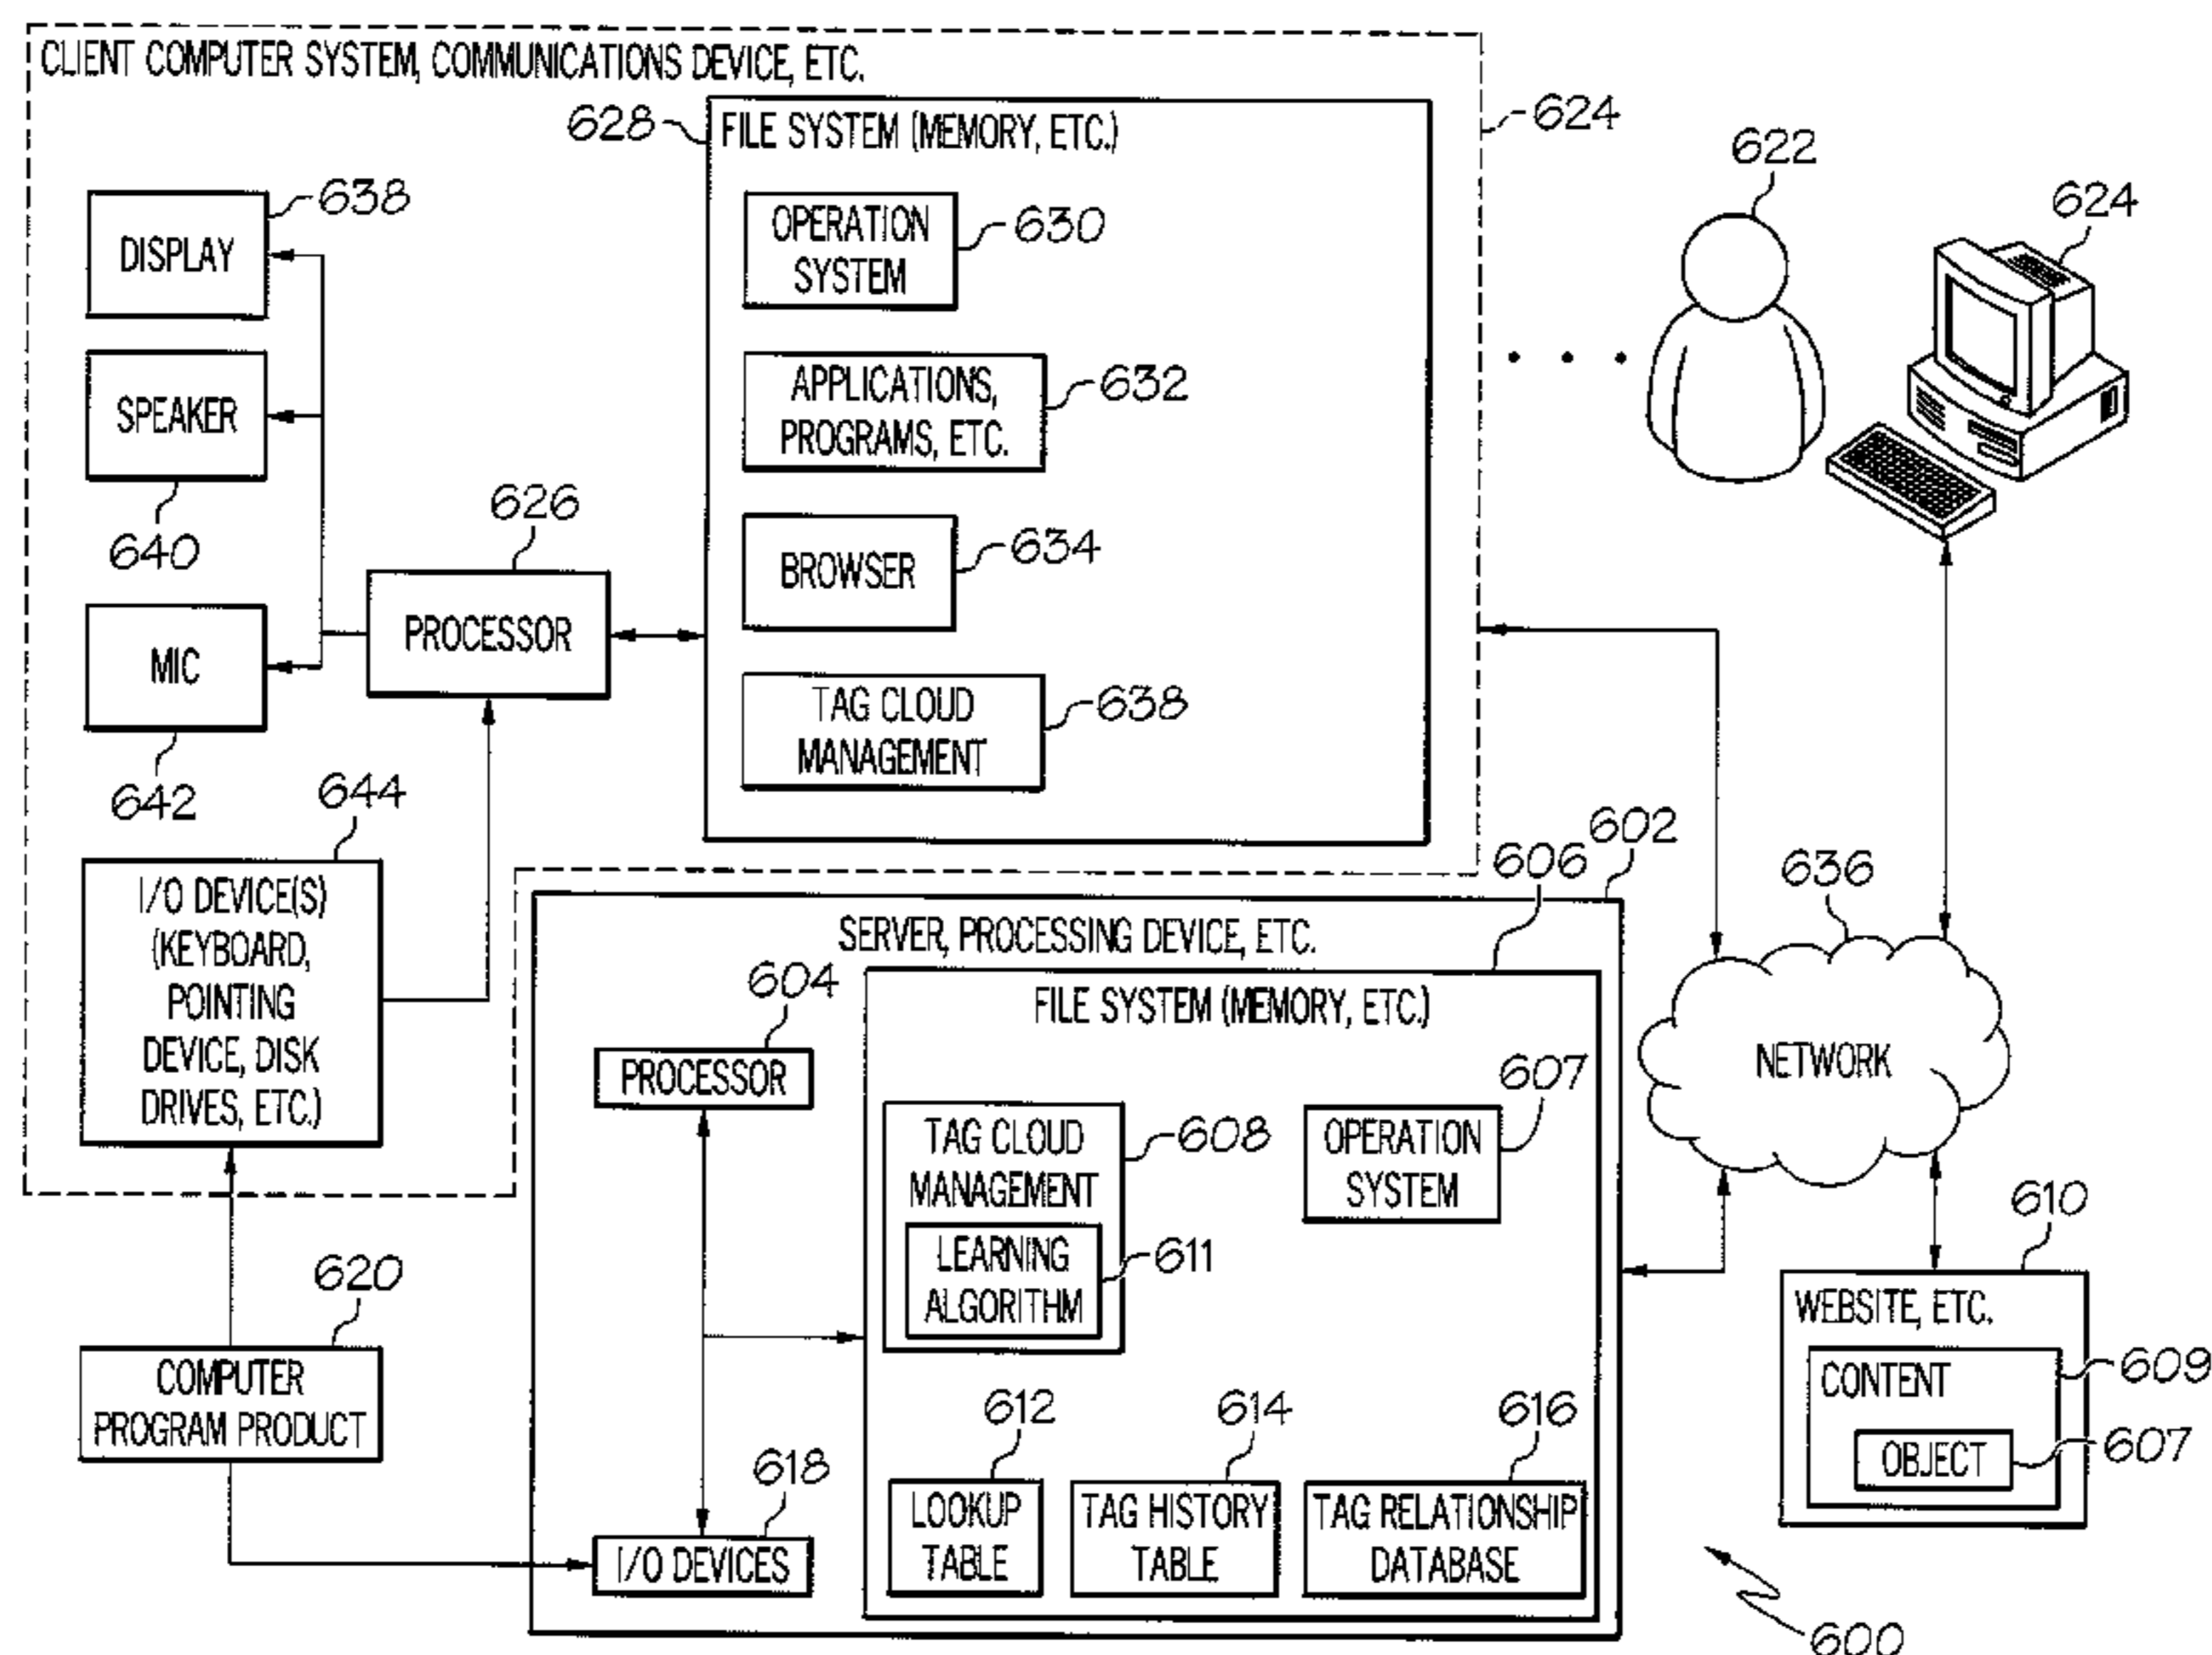 CLIENT COMPUTER SYSTEM, COMMUNICATIONS DEVICE, ETC.
628
FILE SYSTEM (MEMORY, ETC.)
624
622
624
638
DISPLAY
OPERATION
SYSTEM
630
SPEAKER
640
APPLICATIONS,
PROGRAMS, ETC.
632
626
PROCESSOR
BROWSER
634
MIC
642
TAG CLOUD
MANAGEMENT
638
644
I/O DEVICE(S)
(KEYBOARD,
POINTING
DEVICE, DISK
DRIVES, ETC.)
602
606
636
SERVER, PROCESSING DEVICE, ETC.
604
PROCESSOR
FILE SYSTEM (MEMORY, ETC.)
NETWORK
607
TAG CLOUD
MANAGEMENT
608
OPERATION
SYSTEM
LEARNING
ALGORITHM
611
610
WEBSITE, ETC.
CONTENT
609
OBJECT
607
620
COMPUTER
PROGRAM PRODUCT
618
I/O DEVICES
612
LOOKUP
TABLE
614
TAG HISTORY
TABLE
616
TAG RELATIONSHIP
DATABASE
600